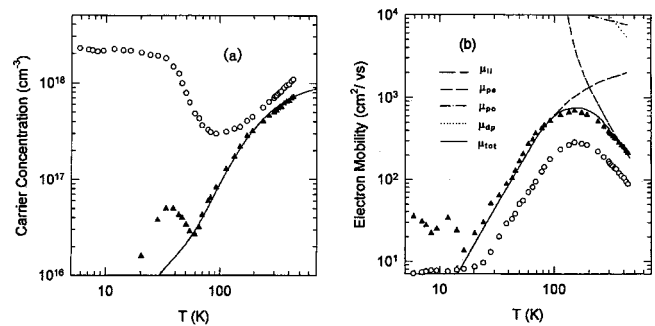 (a)
Carrier Concentration (cm⁻³)
10¹⁸
10¹⁷
10¹⁶
10
100
T (K)
(b)
μII
μpe
μpo
μdp
μtot
Electron Mobility (cm²/ vs)
10⁴
10³
10²
10¹
10
100
T (K)